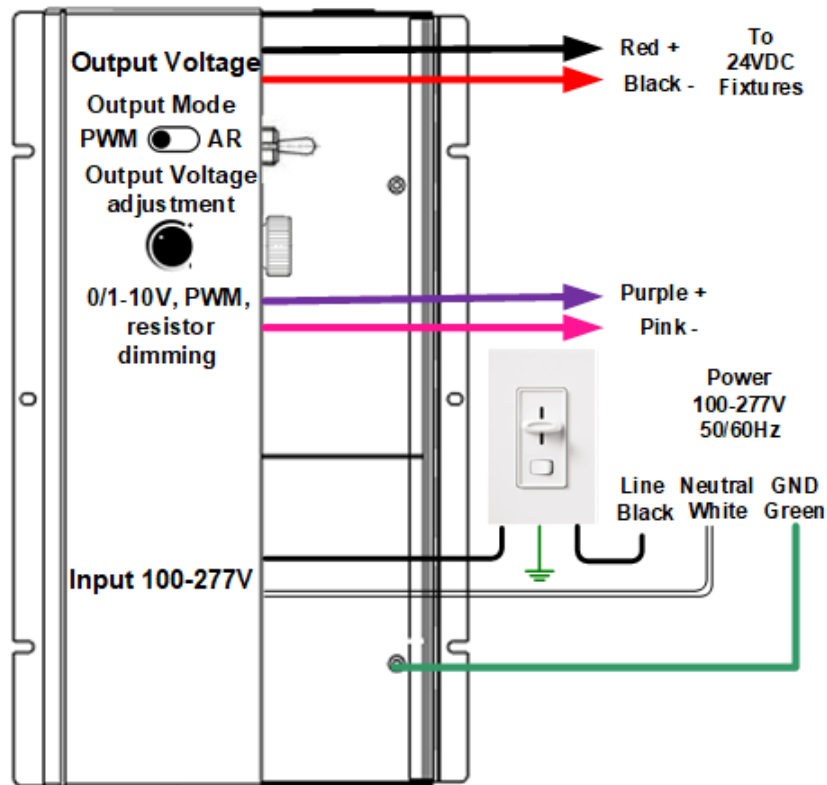 Output Voltage
Output Mode
PWM AR
Output Voltage
adjustment
0/1-10V, PWM,
resistor
dimming
Input 100-277V
Red +
Black -
To
24VDC
Fixtures
Purple +
Pink -
Power
100-277V
50/60Hz
Line
Black
Neutral
White
GND
Green